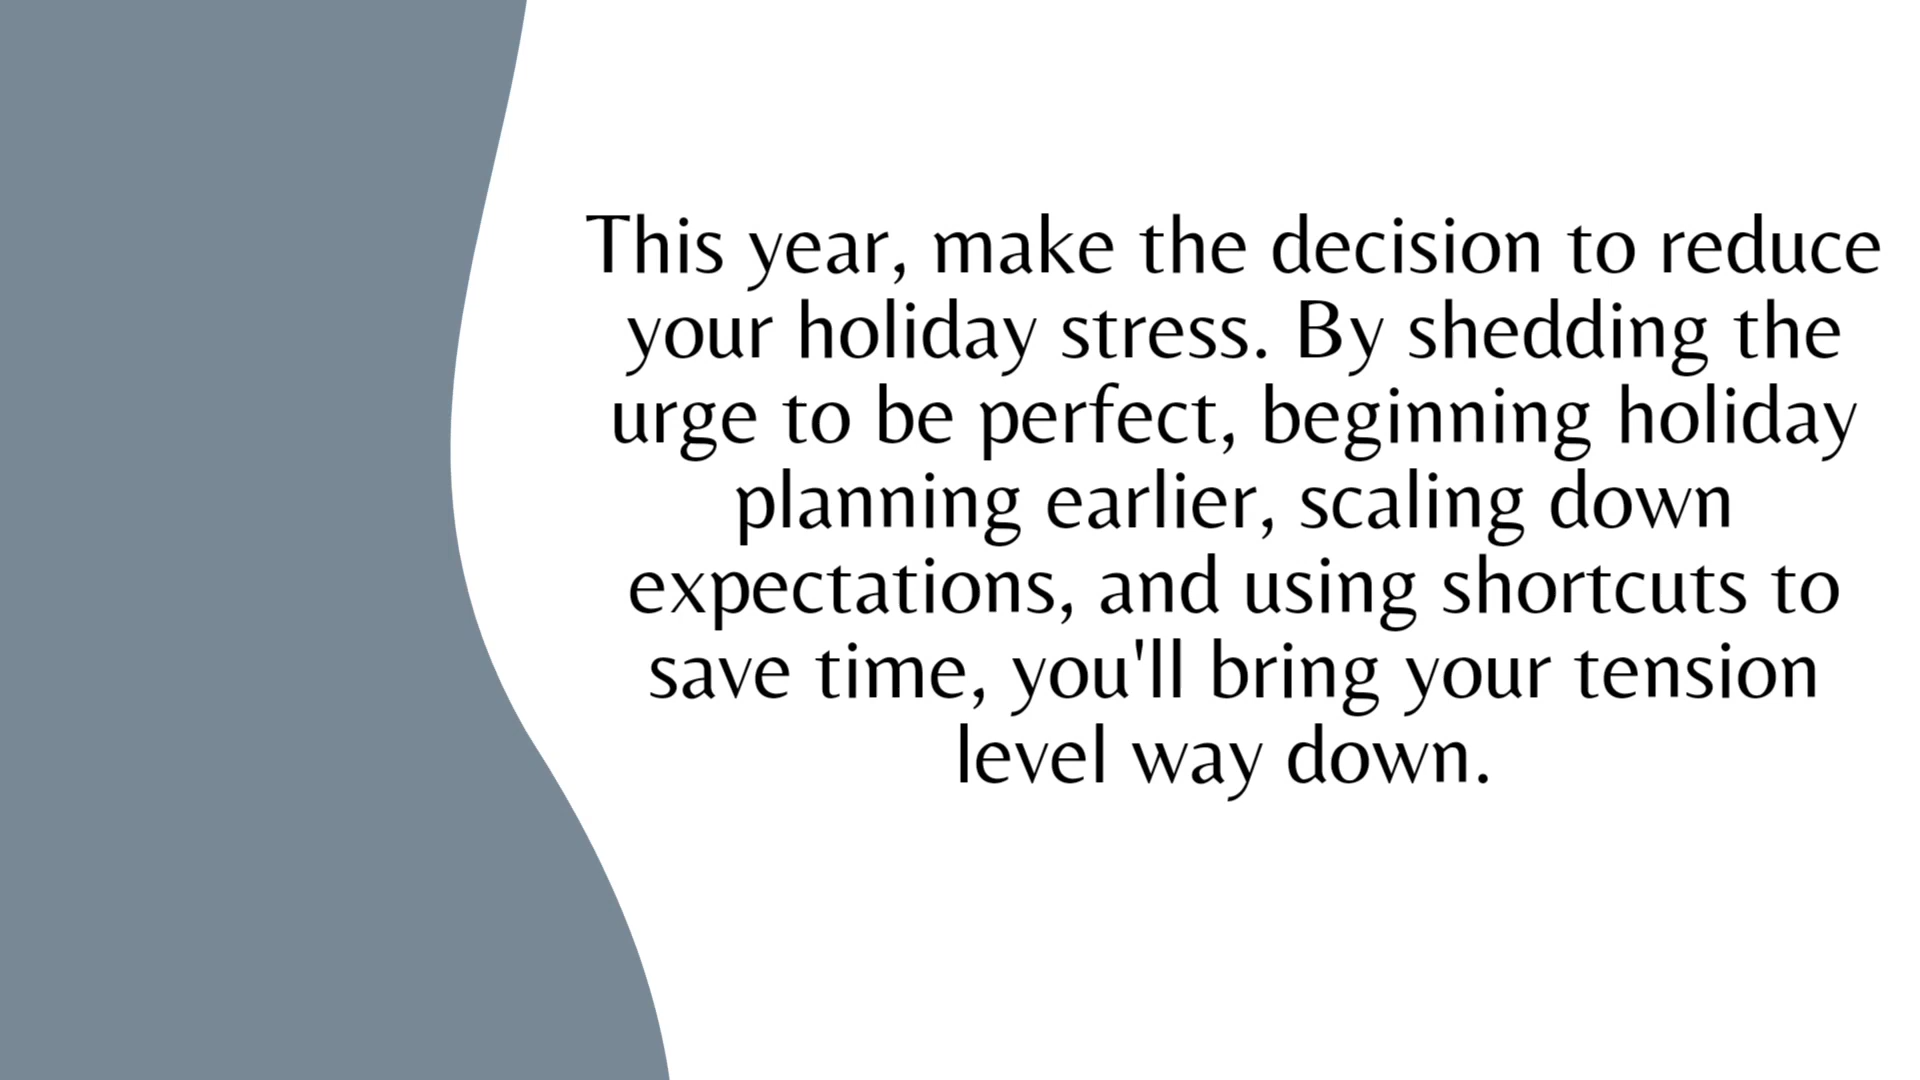 This year, make the decision to reduce
your holiday stress. By shedding the
urge to be perfect, beginning holiday
planning earlier, scaling down
expectations, and using shortcuts to
save time, you'll bring your tension
level way down.